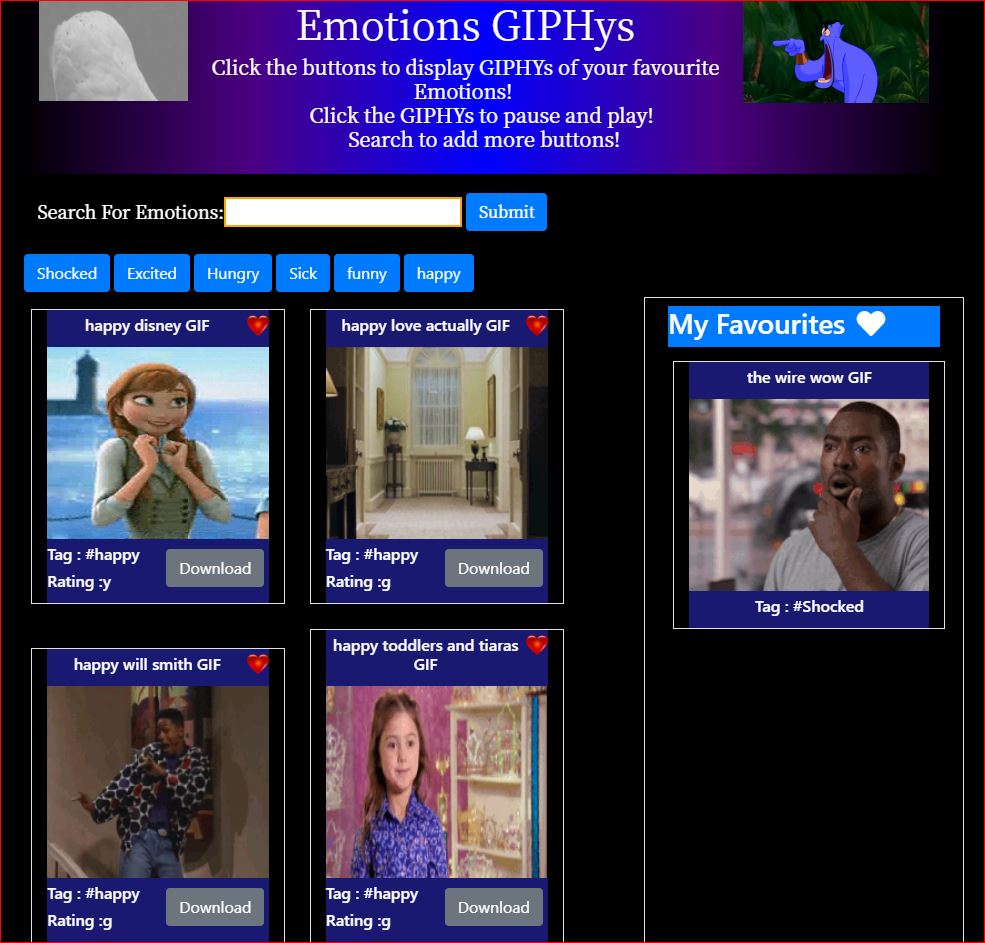 Emotions GIPHys
Click the buttons to display GIPHYs of your favourite
Emotions!
Click the GIPHYs to pause and play!
Search to add more buttons!
Search For Emotions:
Submit
Shocked
Excited
Hungry
Sick
funny
happy
happy disney GIF
Tag : #happy
Rating :y
Download
happy love actually GIF
Tag : #happy
Rating :g
Download
happy will smith GIF
Tag : #happy
Rating :g
Download
happy toddlers and tiaras
GIF
Tag : #happy
Rating :g
Download
My Favourites
the wire wow GIF
Tag : #Shocked